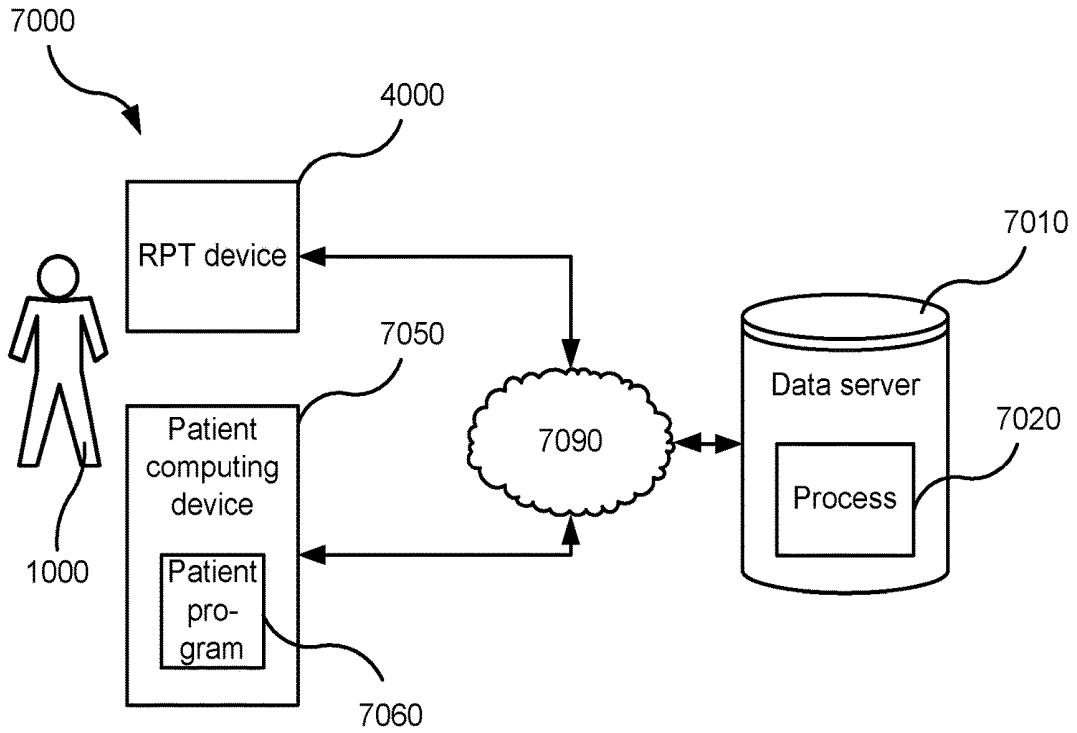 7000
4000
RPT device
7010
7050
Data server
Patient
computing
device
7090
7020
Process
1000
Patient
pro-
gram
7060